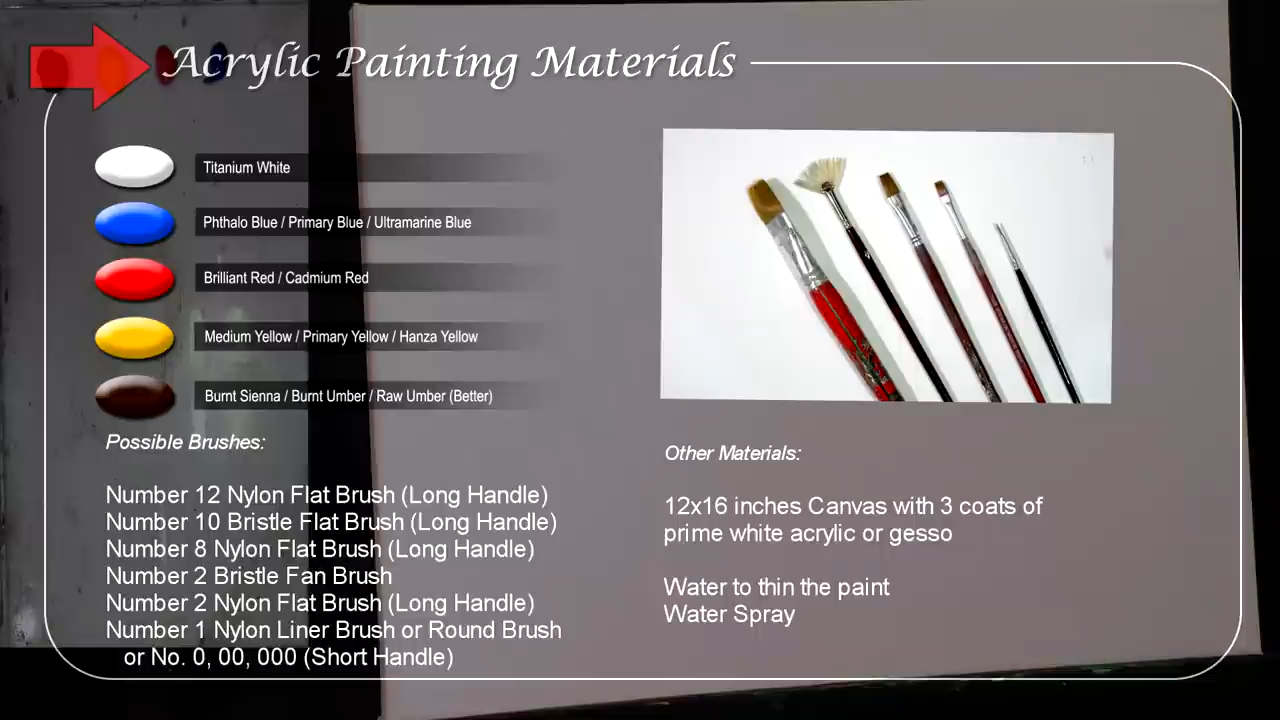 Acrylic Painting Materials
Titanium White
Phthalo Blue / Primary Blue / Ultramarine Blue
Brilliant Red / Cadmium Red
Medium Yellow / Primary Yellow / Hanza Yellow
Burnt Sienna / Burnt Umber / Raw Umber (Better)
Possible Brushes:
Number 12 Nylon Flat Brush (Long Handle)
Number 10 Bristle Flat Brush (Long Handle)
Number 8 Nylon Flat Brush (Long Handle)
Number 2 Bristle Fan Brush
Number 2 Nylon Flat Brush (Long Handle)
Number 1 Nylon Liner Brush or Round Brush
or No. 0, 00, 000 (Short Handle)
Other Materials:
12x16 inches Canvas with 3 coats of
prime white acrylic or gesso
Water to thin the paint
Water Spray